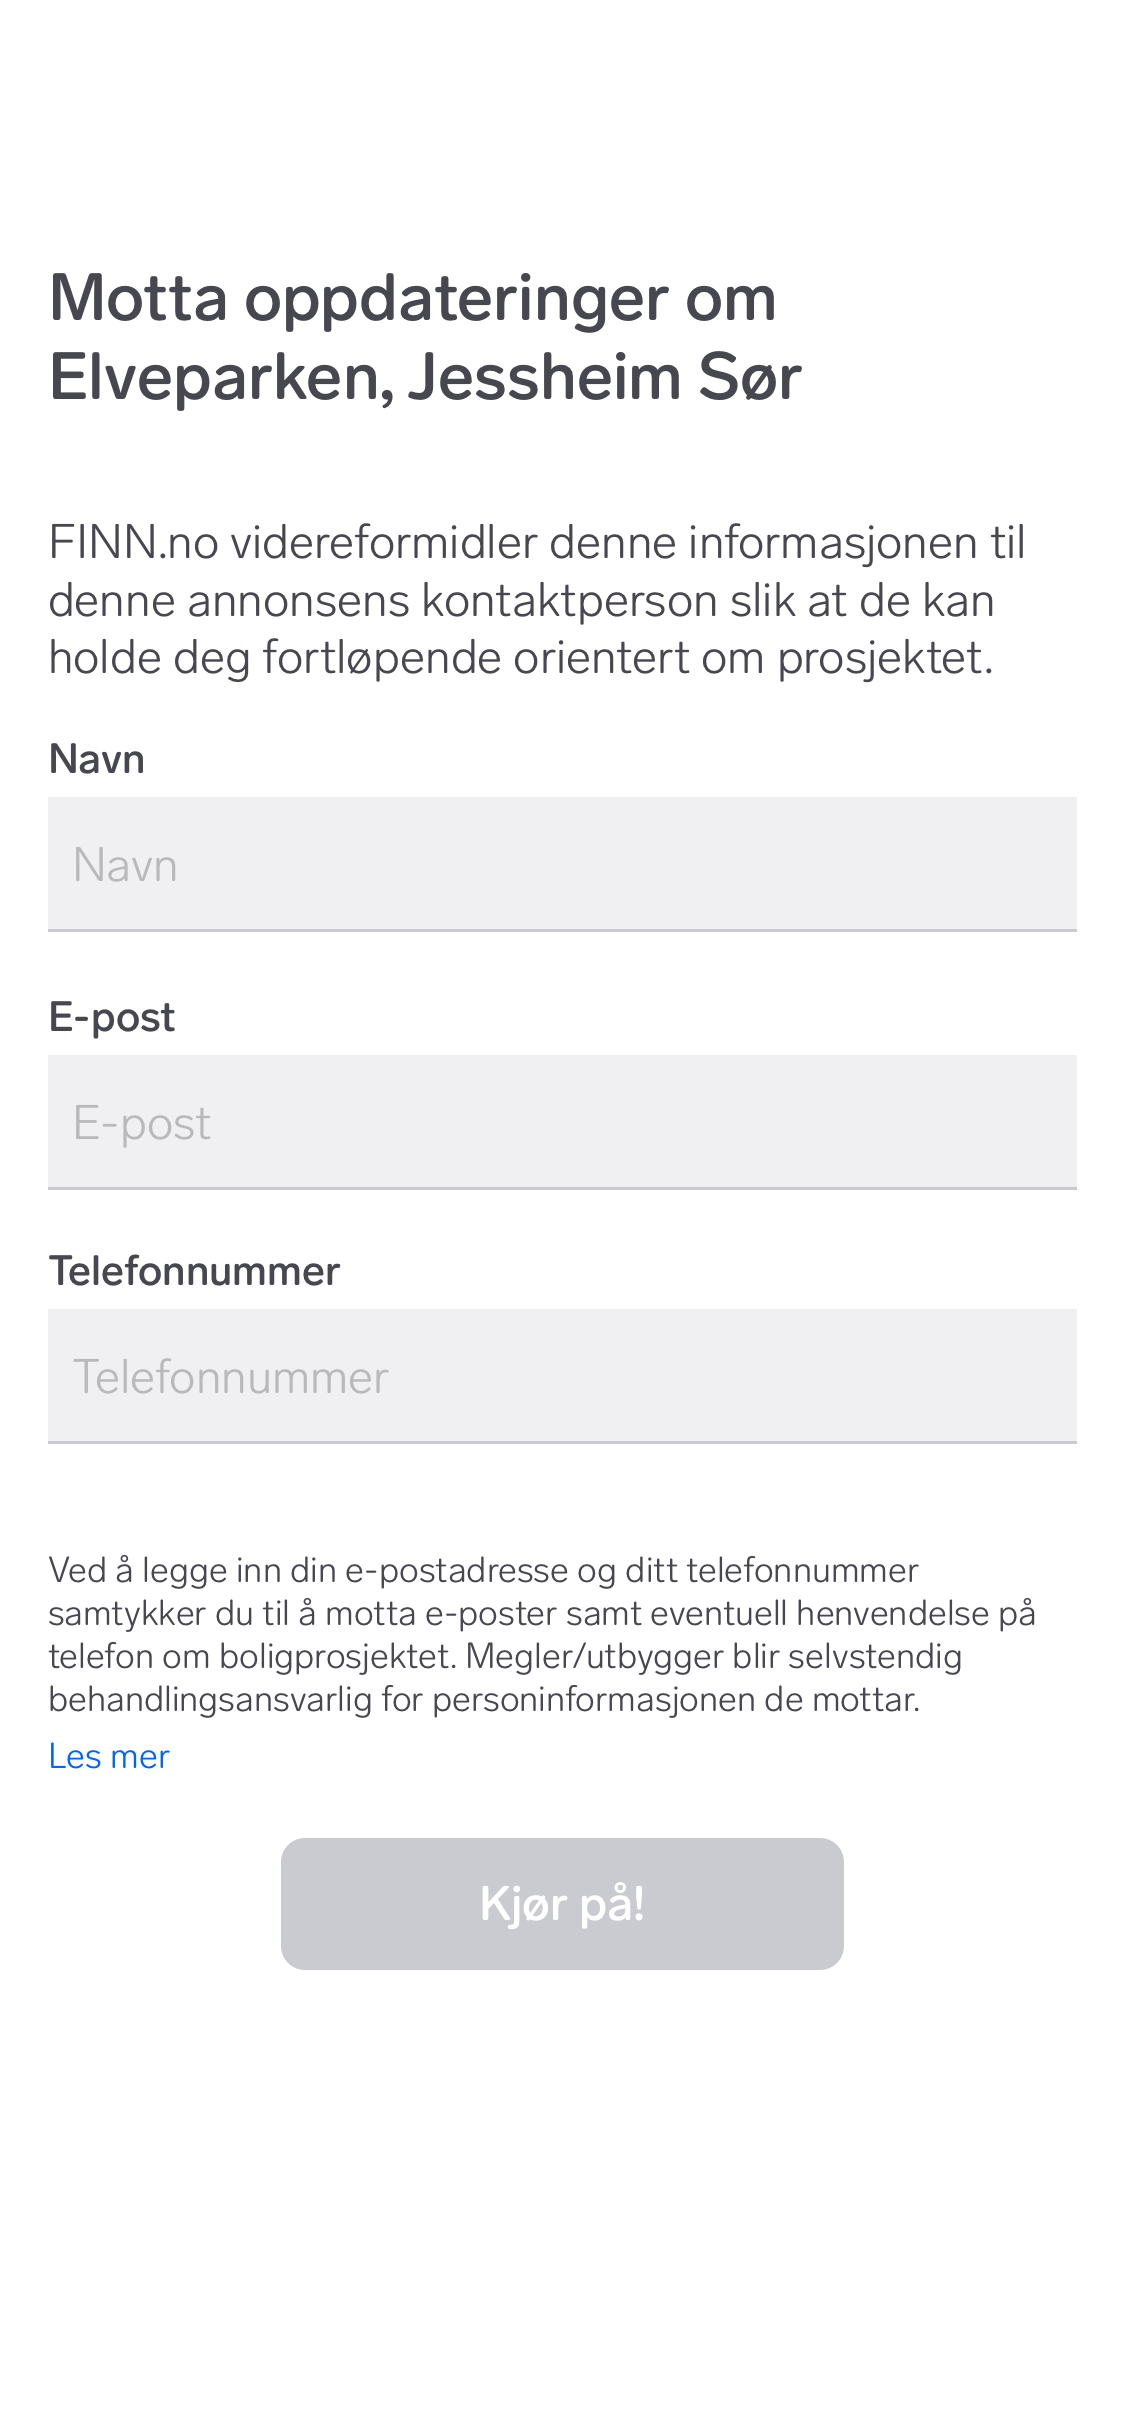 Motta oppdateringer om
Elveparken, Jessheim Sør
FINN.no videreformidler denne informasjonen til
denne annonsens kontaktperson slik at de kan
holde deg fortløpende orientert om prosjektet.
Navn
Navn
E-post
E-post
Telefonnummer
Telefonnummer
Ved å legge inn din e-postadresse og ditt telefonnummer
samtykker du til å motta e-poster samt eventuell henvendelse på
telefon om boligprosjektet. Megler/utbygger blir selvstendig
behandlingsansvarlig for personinformasjonen de mottar.
Les mer
Kjør på!